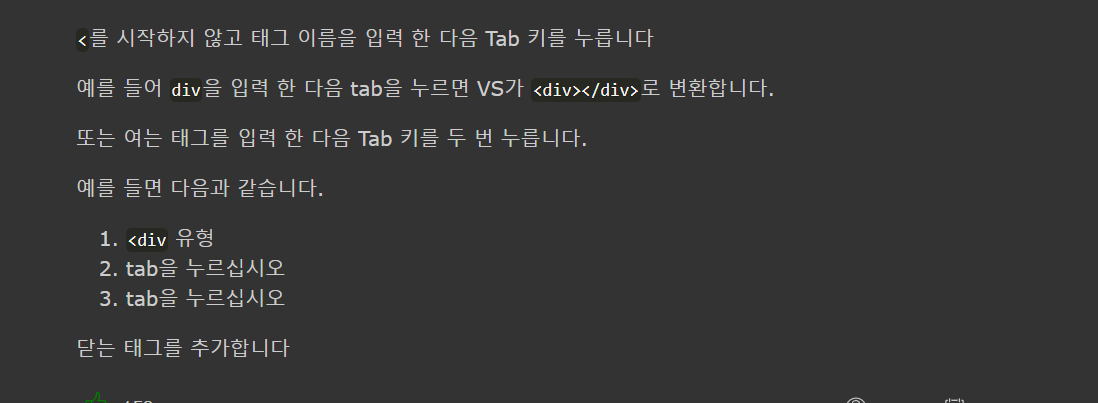 <를 시작하지 않고 태그 이름을 입력 한 다음 Tab 키를 누릅니다
예를 들어 div을 입력 한 다음 tab을 누르면 VS가 <div></div>로 변환합니다.
또는 여는 태그를 입력 한 다음 Tab 키를 두 번 누릅니다.
예를 들면 다음과 같습니다.
1. <div 유형
2. tab을 누르십시오
3. tab을 누르십시오
닫는 태그를 추가합니다